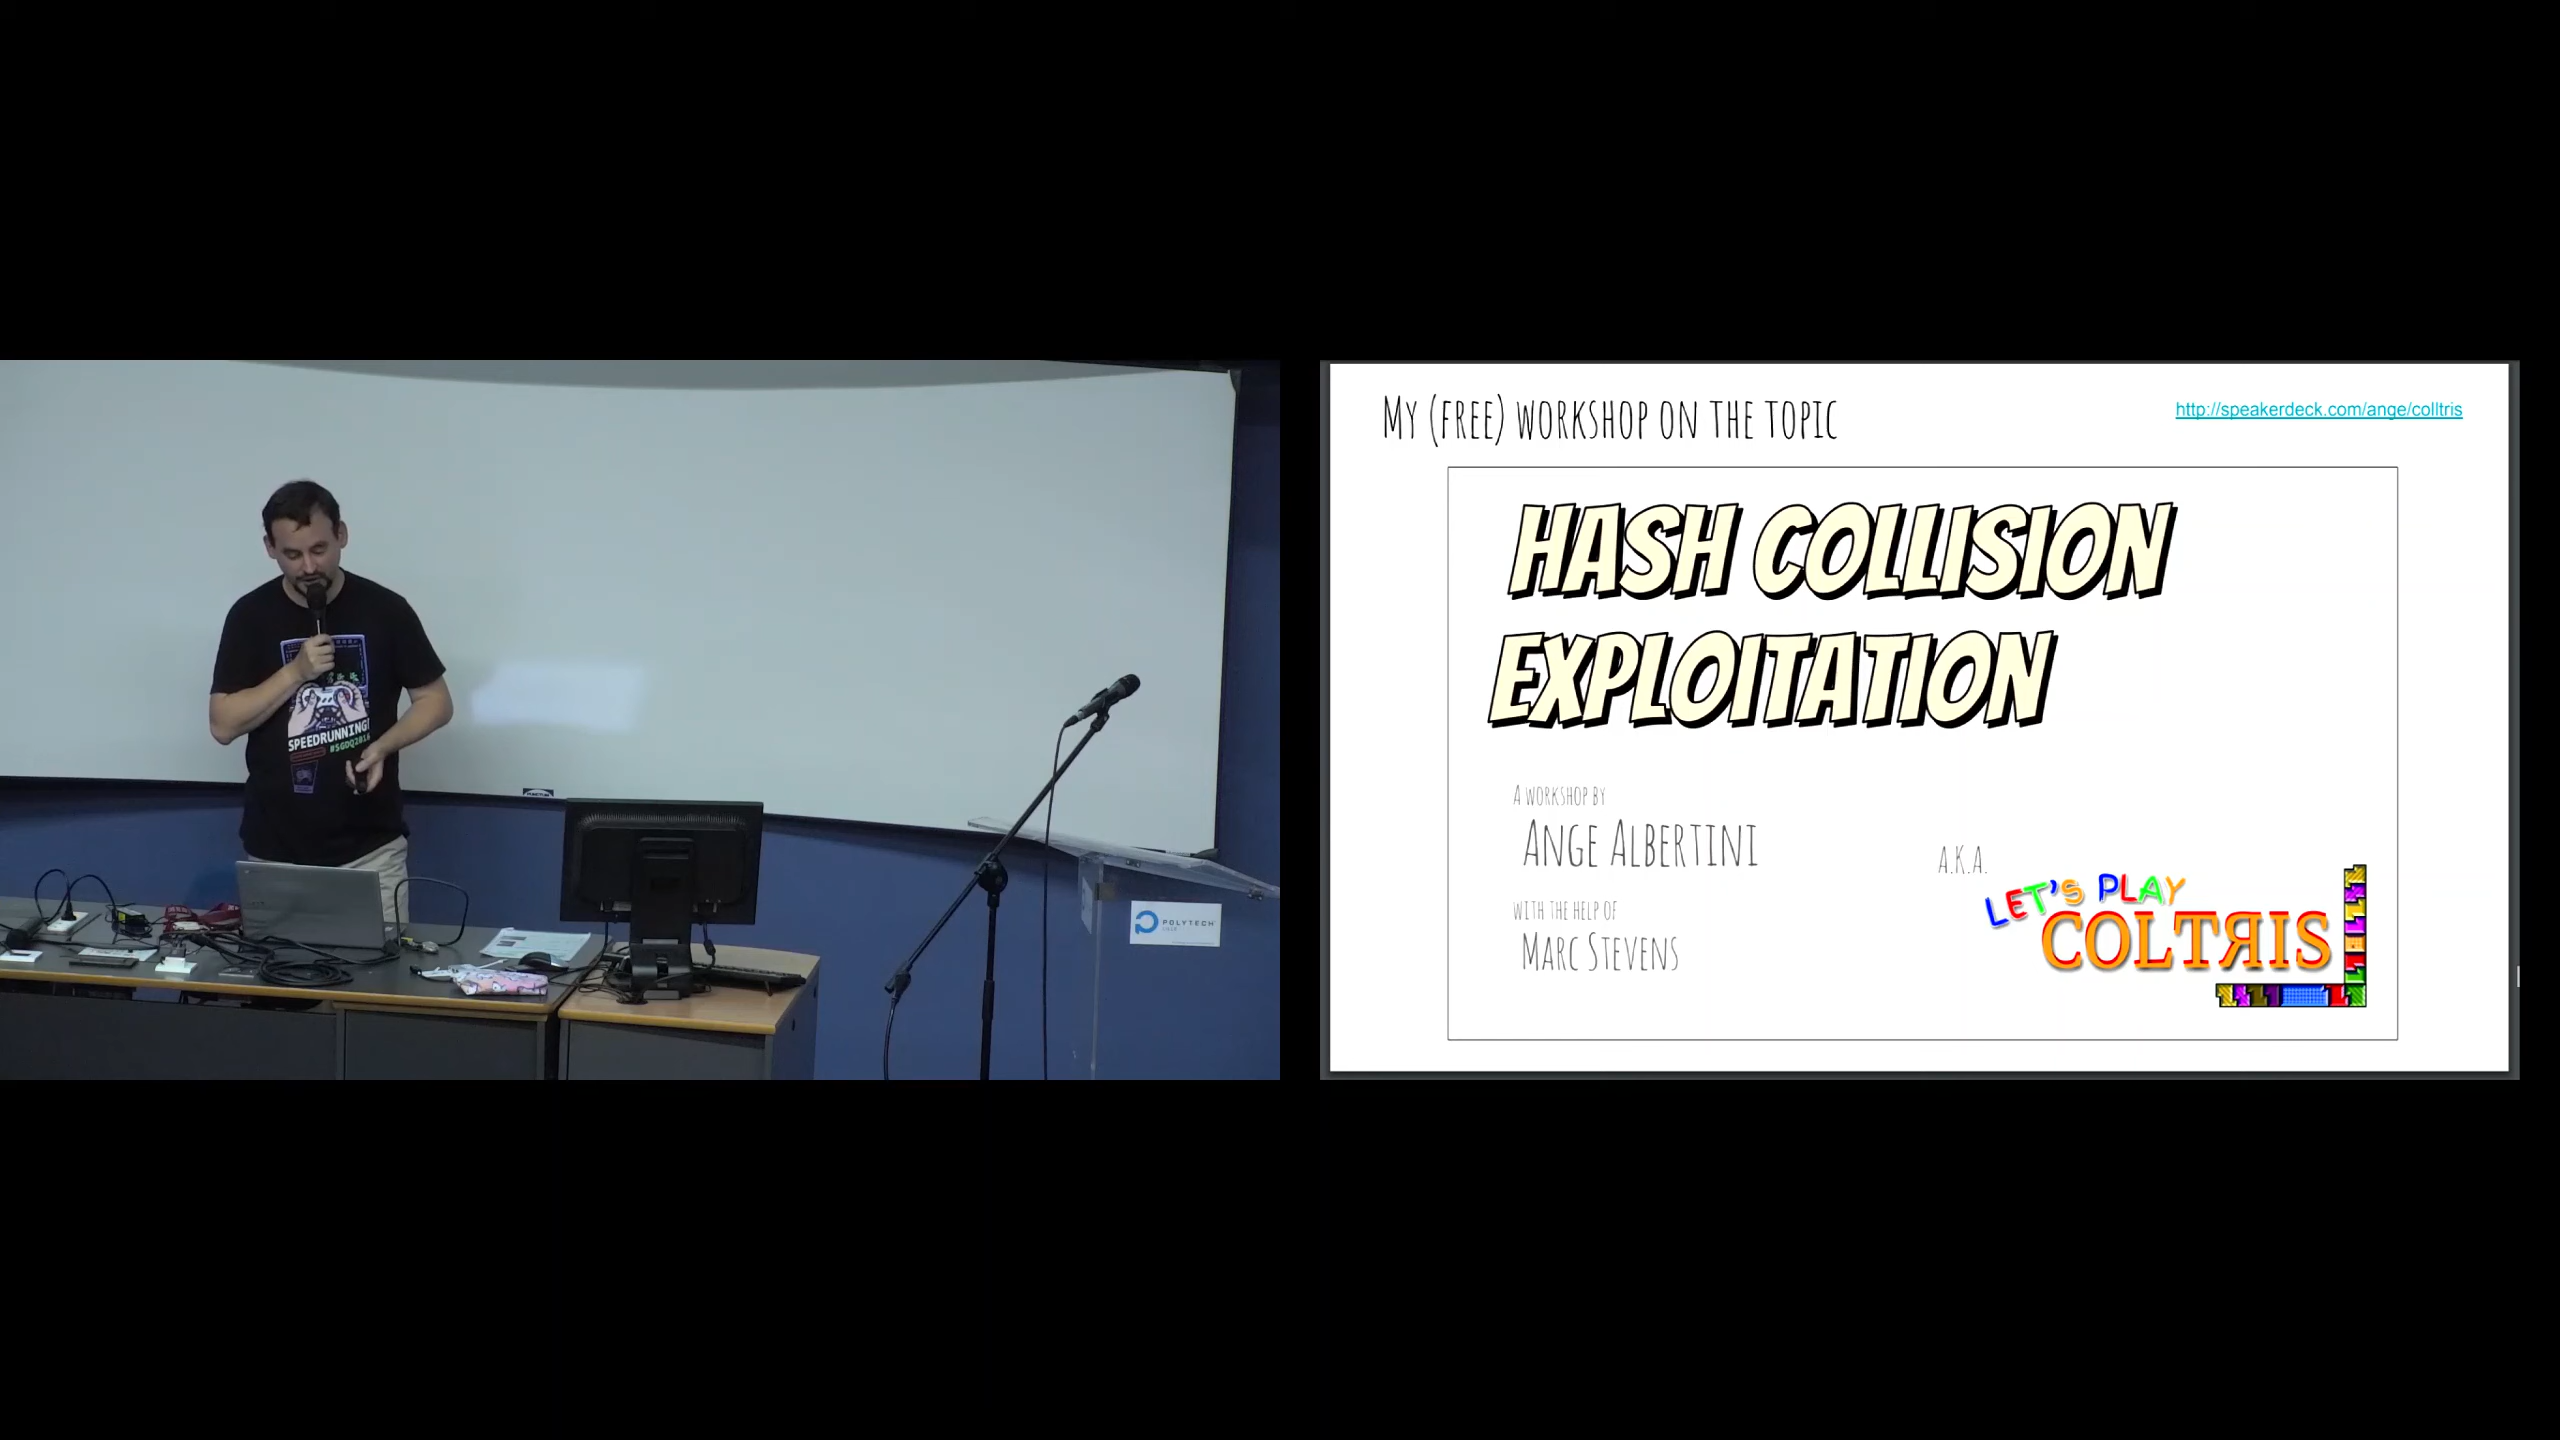 SPEEDRUNNING!
#SGDQ2016
POLYTECH
My (free) workshop on the topic
http://speakerdeck.com/ange/colltris
HASH COLLISION
EXPLOITATION
A workshop by
Ange Albertini
with the help of
Marc Stevens
A.K.A.
LET'S PLAY
COLTЯIS